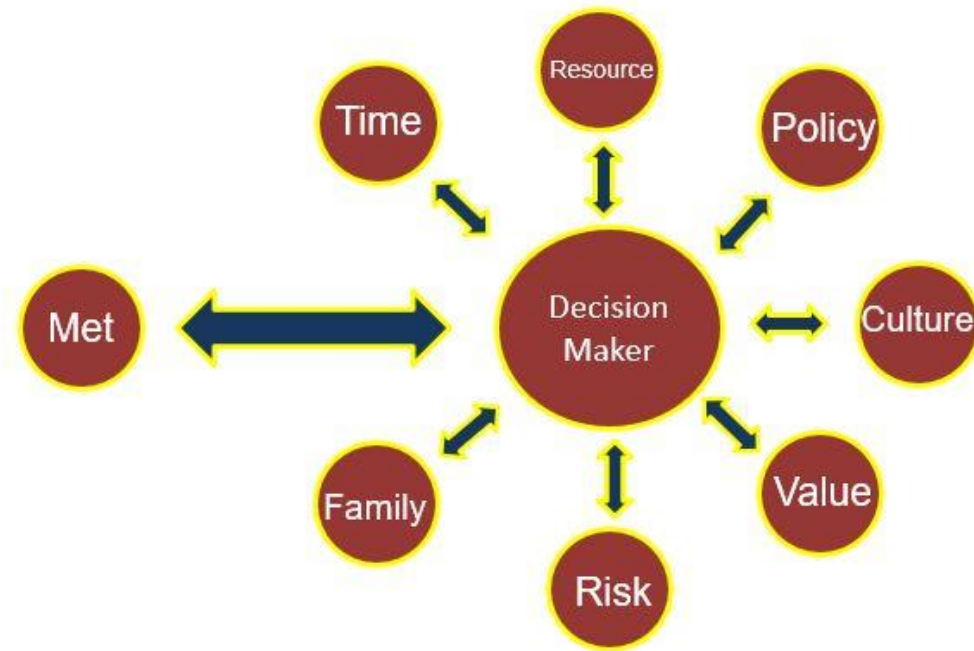 Resource
Time
Policy
Met
Decision
Maker
Culture
Family
Value
Risk